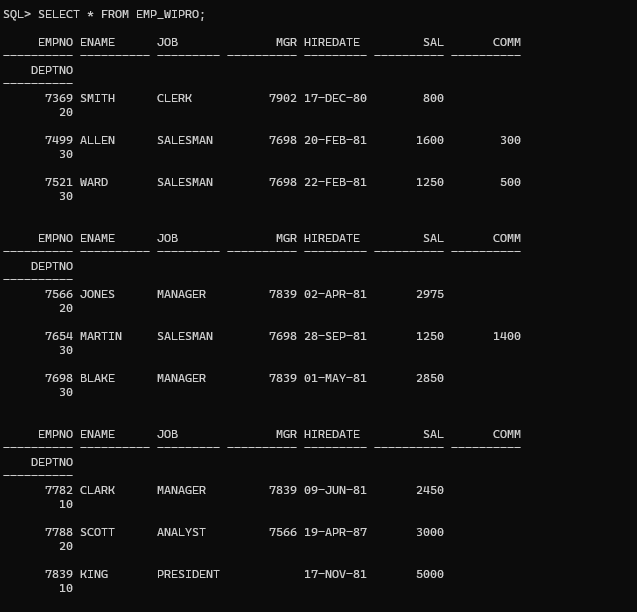 SQL> SELECT * FROM EMP_WIPRO;
     EMPNO ENAME      JOB              MGR HIREDATE         SAL       COMM
---------- ---------- --------- ---------- --------- ---------- ----------
    DEPTNO
----------
      7369 SMITH      CLERK           7902 17-DEC-80        800
        20
      7499 ALLEN      SALESMAN        7698 20-FEB-81       1600        300
        30
      7521 WARD       SALESMAN        7698 22-FEB-81       1250        500
        30
     EMPNO ENAME      JOB              MGR HIREDATE         SAL       COMM
---------- ---------- --------- ---------- --------- ---------- ----------
    DEPTNO
----------
      7566 JONES      MANAGER         7839 02-APR-81       2975
        20
      7654 MARTIN     SALESMAN        7698 28-SEP-81       1250       1400
        30
      7698 BLAKE      MANAGER         7839 01-MAY-81       2850
        30
     EMPNO ENAME      JOB              MGR HIREDATE         SAL       COMM
---------- ---------- --------- ---------- --------- ---------- ----------
    DEPTNO
----------
      7782 CLARK      MANAGER         7839 09-JUN-81       2450
        10
      7788 SCOTT      ANALYST         7566 19-APR-87       3000
        20
      7839 KING       PRESIDENT            17-NOV-81       5000
        10